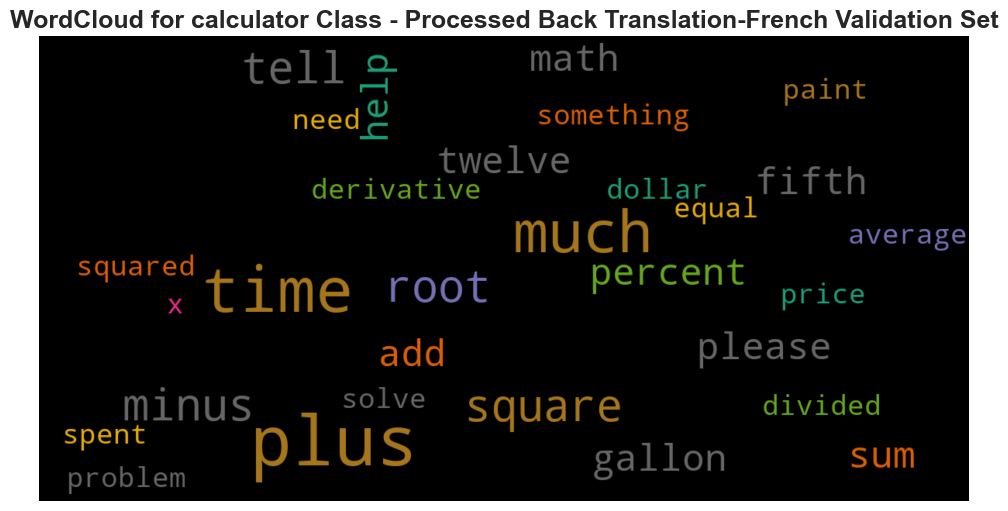 WordCloud for calculator Class - Processed Back Translation-French Validation Set
tell
help
math
paint
need
something
twelve
derivative
dollar
fifth
equal
much
average
squared
x
time
root
percent
price
add
please
minus
solve
square
divided
spent
plus
problem
gallon
sum